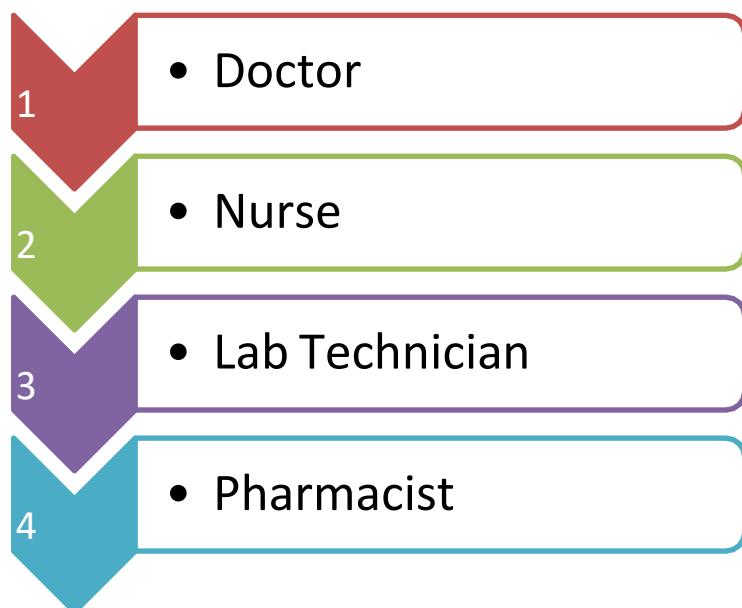 1
• Doctor
2
• Nurse
3
• Lab Technician
4
• Pharmacist